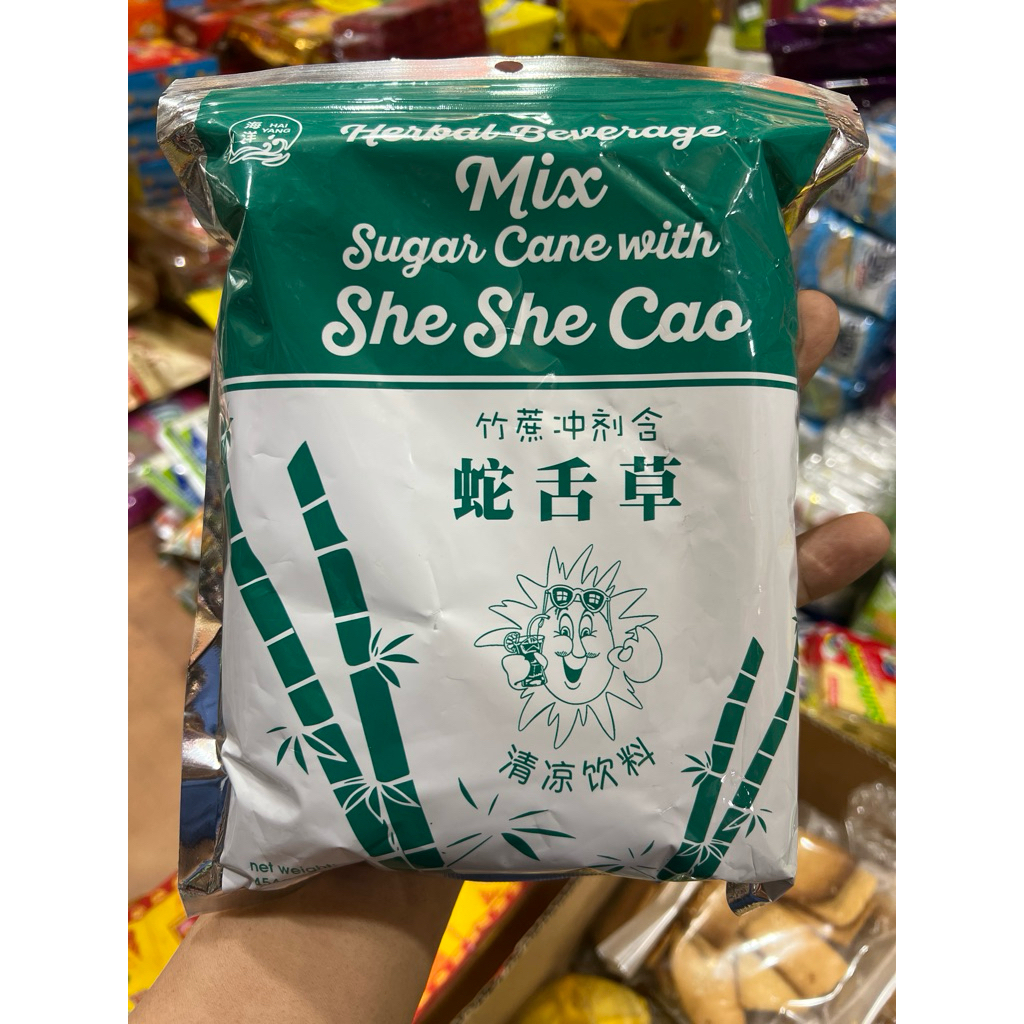 海洋
HAI
YANG
Herbal Beverage
Mix
Sugar Cane with
She She Cao
竹蔗冲剂含
蛇舌草
清凉饮料
net weight: